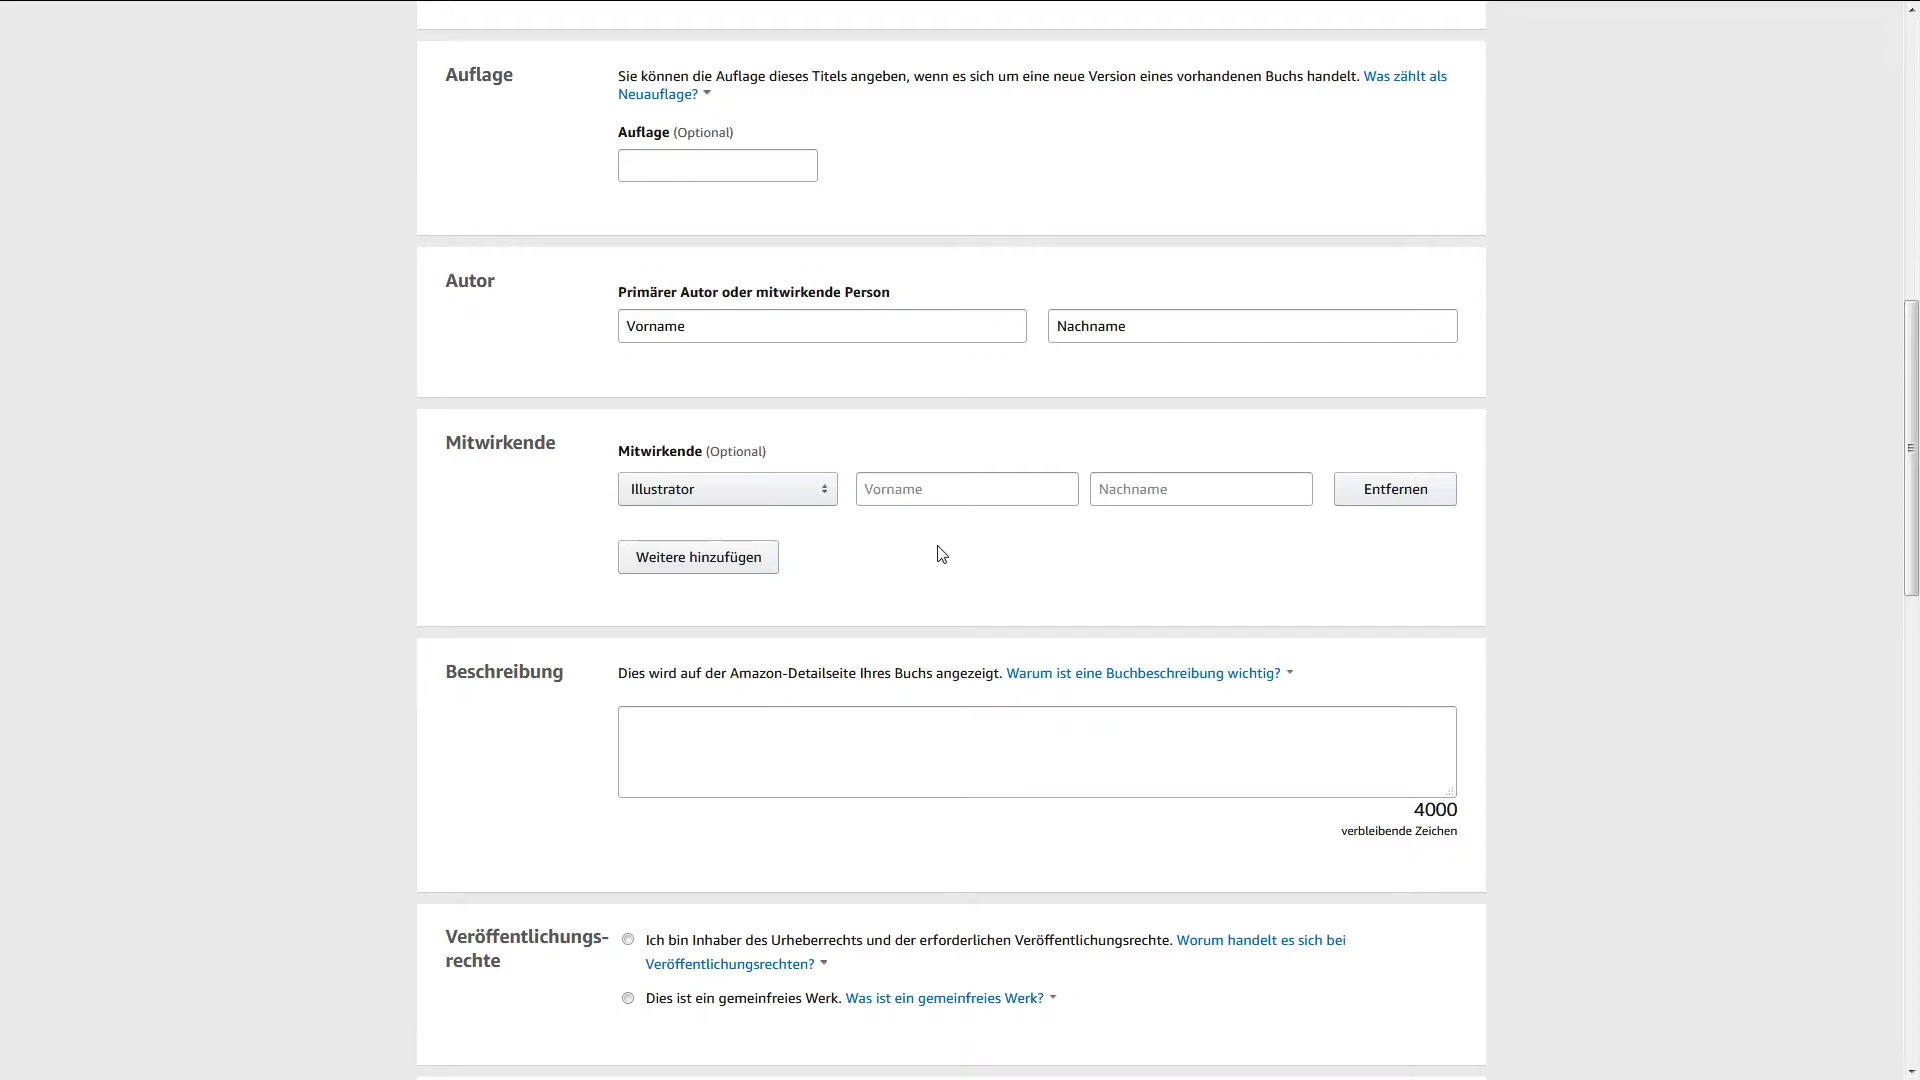 Auflage
Sie können die Auflage dieses Titels angeben, wenn es sich um eine neue Version eines vorhandenen Buchs handelt. Was zählt als
Neuauflage?
Auflage (Optional)
Autor
Primärer Autor oder mitwirkende Person
Vorname
Nachname
Mitwirkende
Mitwirkende (Optional)
Illustrator
Vorname
Nachname
Entfernen
Weitere hinzufügen
Beschreibung
Dies wird auf der Amazon-Detailseite Ihres Buchs angezeigt. Warum ist eine Buchbeschreibung wichtig?
4000
verbleibende Zeichen
Veröffentlichungs-
rechte
Ich bin Inhaber des Urheberrechts und der erforderlichen Veröffentlichungsrechte. Worum handelt es sich bei
Veröffentlichungsrechten?
Dies ist ein gemeinfreies Werk. Was ist ein gemeinfreies Werk?